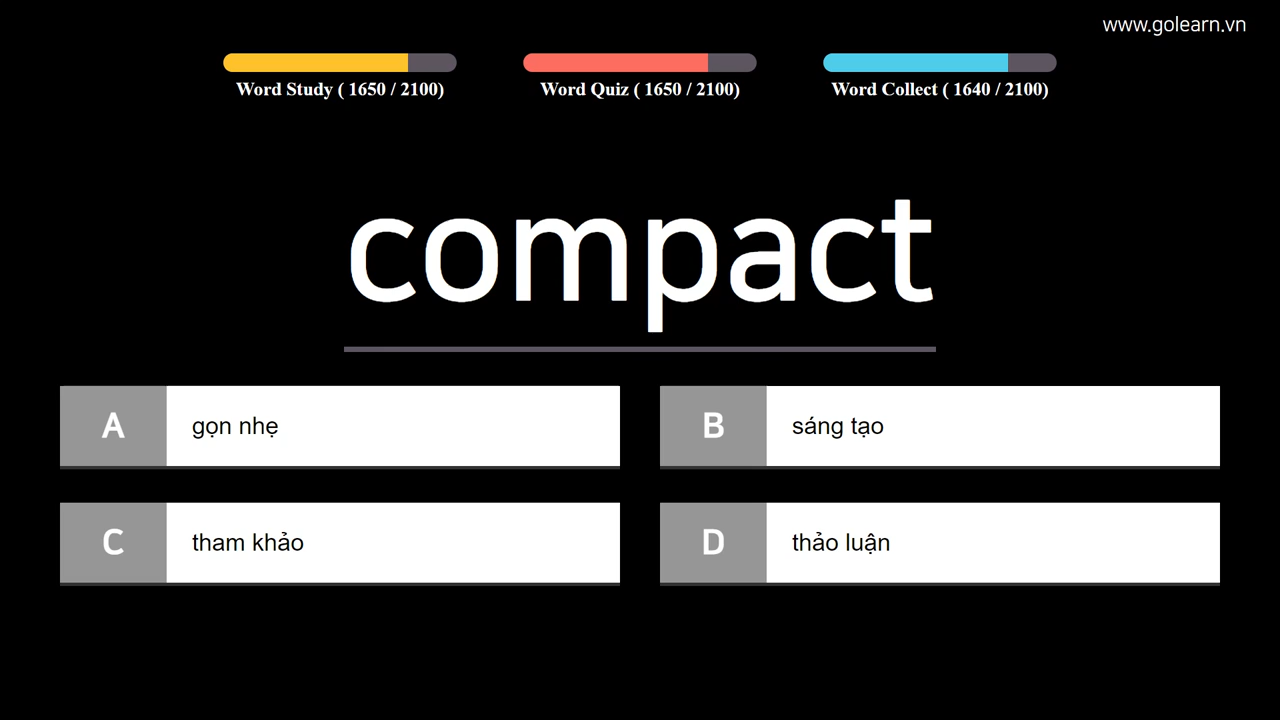 www.golearn.vn
Word Study ( 1650 / 2100)
Word Quiz ( 1650 / 2100)
Word Collect ( 1640 / 2100)
compact
A gọn nhẹ
B sáng tạo
C tham khảo
D thảo luận